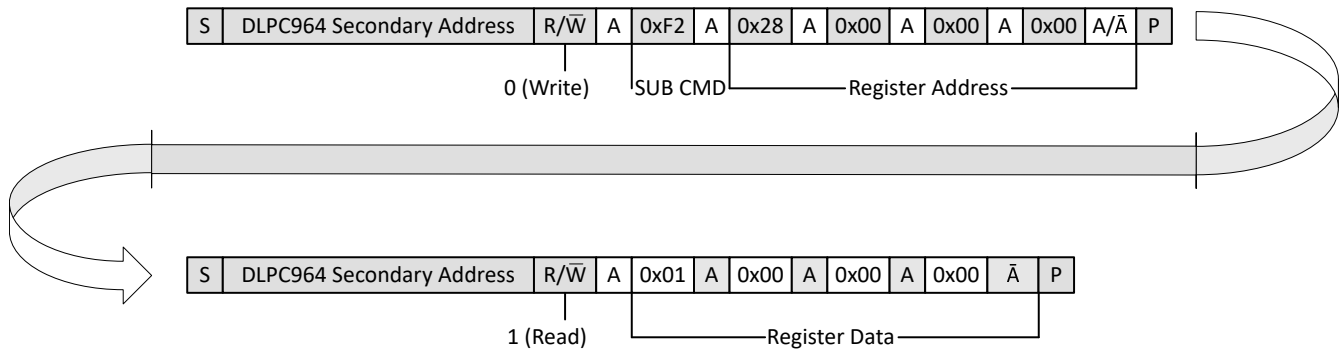 S DLPC964 Secondary Address R/W̅ A 0xF2 A 0x28 A 0x00 A 0x00 A 0x00 A/Ā P
0 (Write) SUB CMD Register Address
S DLPC964 Secondary Address R/W̅ A 0x01 A 0x00 A 0x00 A 0x00 Ā P
1 (Read) Register Data